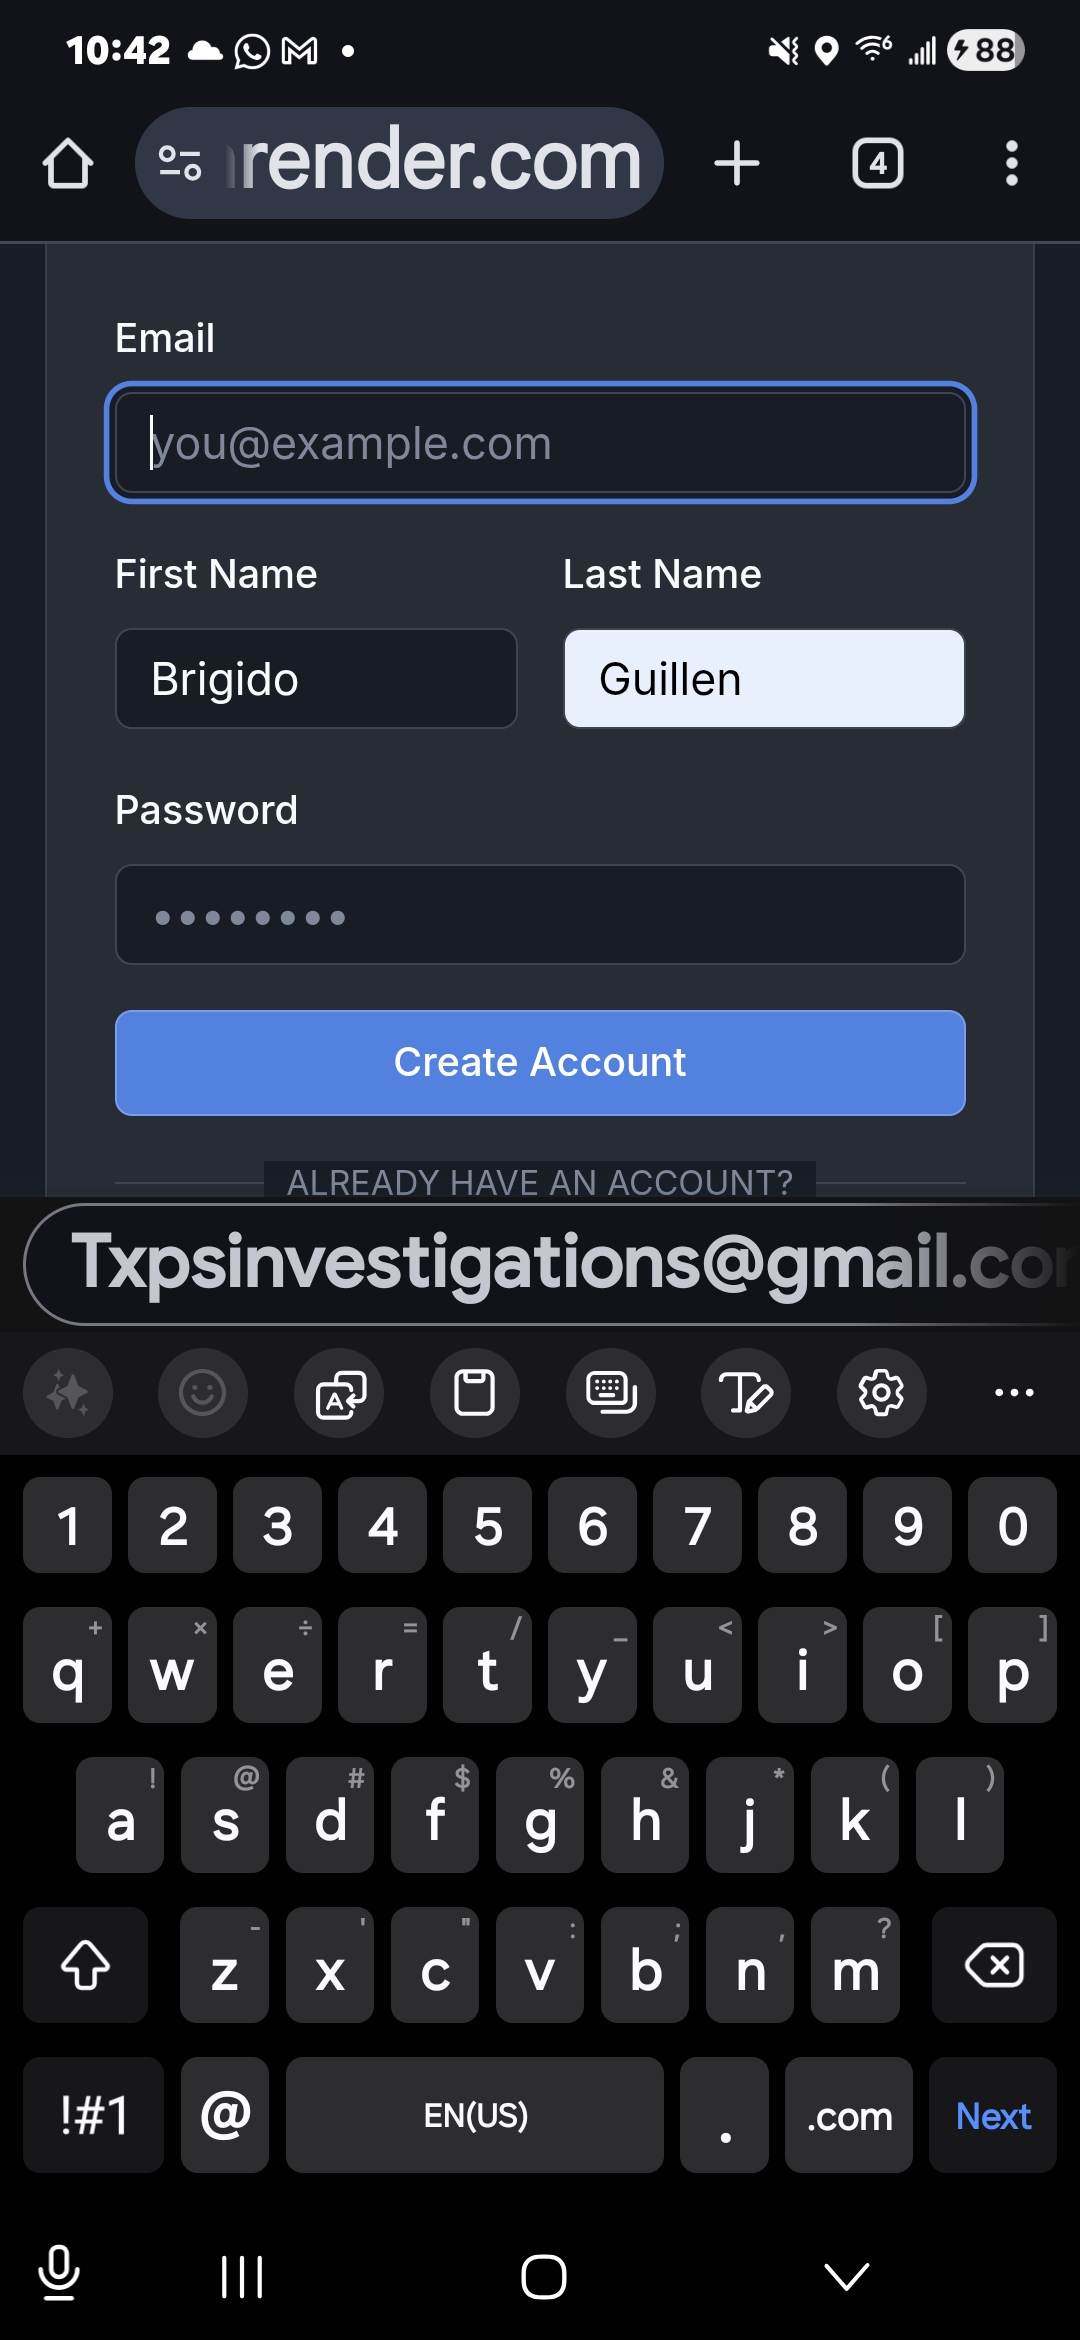 10:42
88
render.com
4
Email
you@example.com
First Name
Last Name
Brigido
Guillen
Password
Create Account
ALREADY HAVE AN ACCOUNT?
Txpsinvestigations@gmail.com
1 2 3 4 5 6 7 8 9 0
+ × ÷ = / _ < > [ ]
q w e r t y u i o p
! @ # $ % & * ( )
a s d f g h j k l
- ' " : ; , ?
z x c v b n m
!#1 @ EN(US) . .com Next